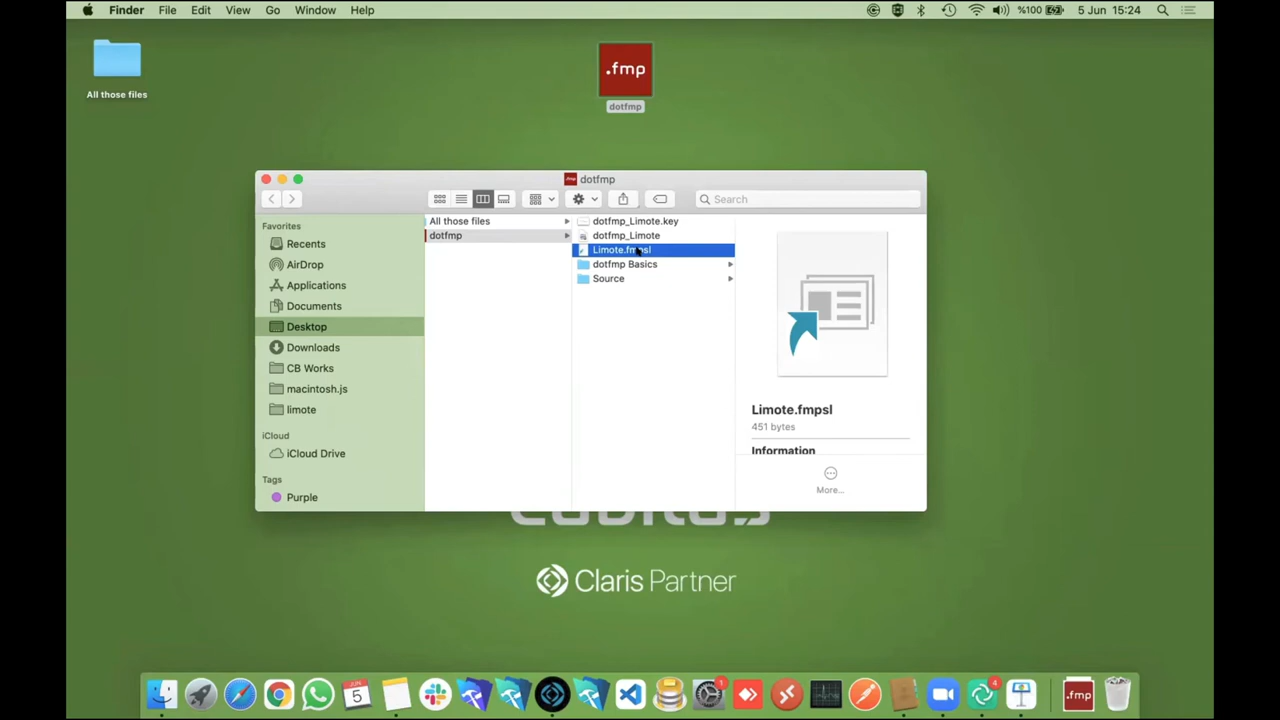 Finder File Edit View Go Window Help %100 5 Jun 15:24
All those files
.fmp
dotfmp
dotfmp
Search
Favorites
Recents
AirDrop
Applications
Documents
Desktop
Downloads
CB Works
macintosh.js
limote
iCloud
iCloud Drive
Tags
Purple
All those files
dotfmp
dotfmp_Limote.key
dotfmp_Limote
Limote.fmpsl
dotfmp Basics
Source
Limote.fmpsl
451 bytes
Information
More...
Claris Partner
5
1
4
.fmp